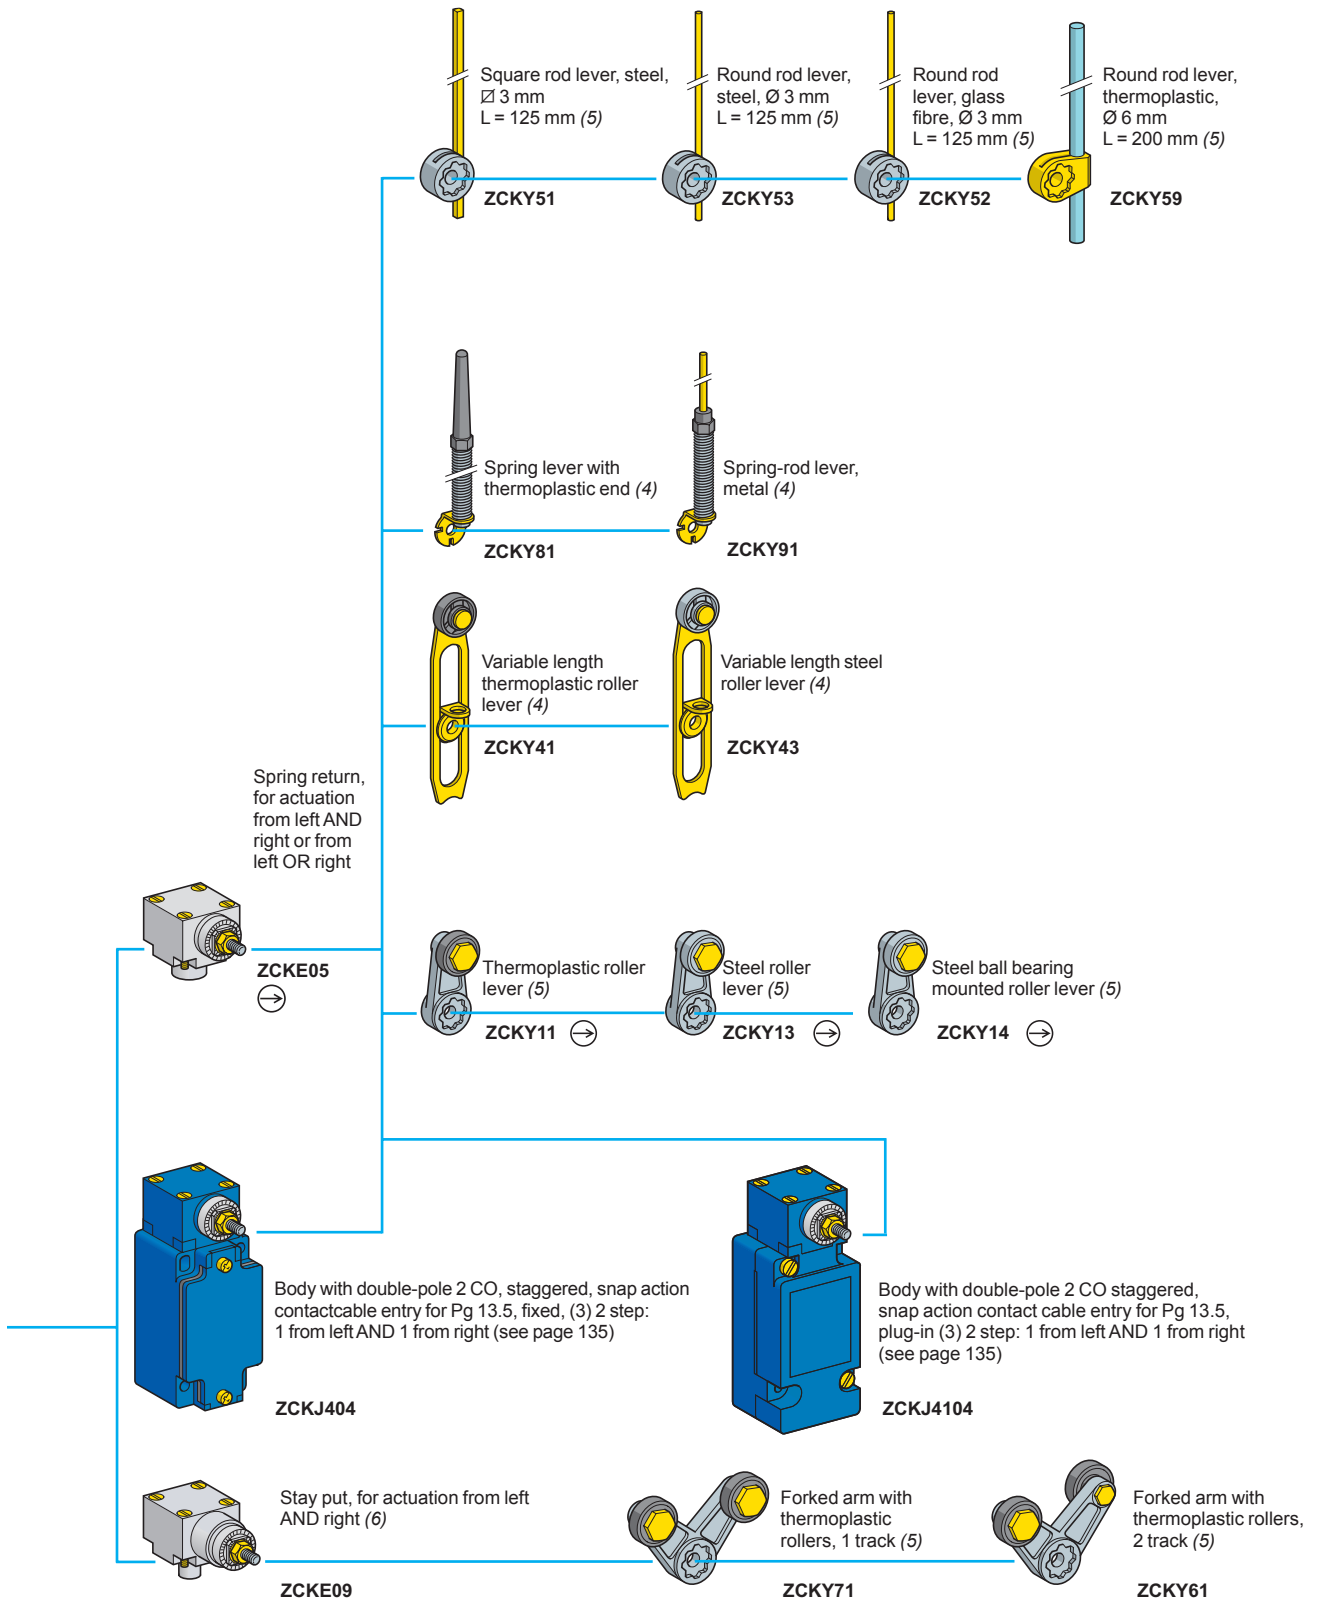 Square rod lever, steel,
⌀ 3 mm
L = 125 mm (5)
ZCKY51
Round rod lever,
steel, Ø 3 mm
L = 125 mm (5)
ZCKY53
Round rod
lever, glass
fibre, Ø 3 mm
L = 125 mm (5)
ZCKY52
Round rod lever,
thermoplastic,
Ø 6 mm
L = 200 mm (5)
ZCKY59
Spring lever with
thermoplastic end (4)
ZCKY81
Spring-rod lever,
metal (4)
ZCKY91
Variable length
thermoplastic roller
lever (4)
ZCKY41
Variable length steel
roller lever (4)
ZCKY43
Spring return,
for actuation
from left AND
right or from
left OR right
ZCKE05
Thermoplastic roller
lever (5)
ZCKY11
Steel roller
lever (5)
ZCKY13
Steel ball bearing
mounted roller lever (5)
ZCKY14
Body with double-pole 2 CO, staggered, snap action
contactcable entry for Pg 13.5, fixed, (3) 2 step:
1 from left AND 1 from right (see page 135)
ZCKJ404
Body with double-pole 2 CO staggered,
snap action contact cable entry for Pg 13.5,
plug-in (3) 2 step: 1 from left AND 1 from right
(see page 135)
ZCKJ4104
Stay put, for actuation from left
AND right (6)
ZCKE09
Forked arm with
thermoplastic
rollers, 1 track (5)
ZCKY71
Forked arm with
thermoplastic rollers,
2 track (5)
ZCKY61